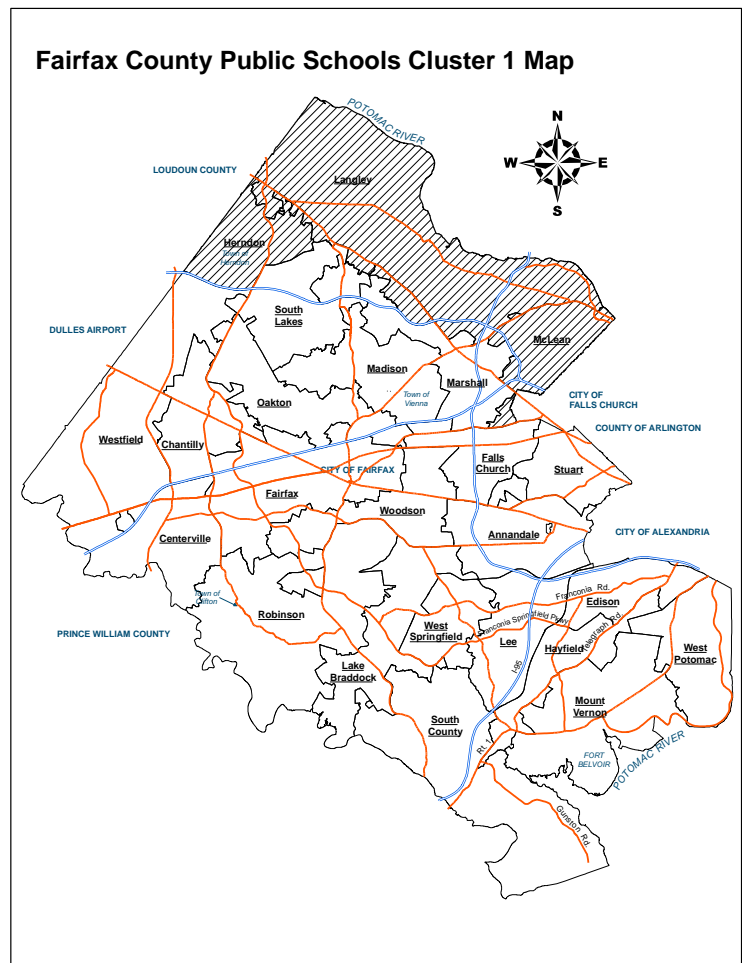 Fairfax County Public Schools Cluster 1 Map
POTOMAC RIVER
N
W
E
S
LOUDOUN COUNTY
Langley
Herndon
Town of
Herndon
DULLES AIRPORT
South
Lakes
McLean
Madison
Marshall
Town of
Vienna
Oakton
CITY OF
FALLS CHURCH
COUNTY OF ARLINGTON
Westfield
Chantilly
CITY OF FAIRFAX
Falls
Church
Stuart
Fairfax
Woodson
Annandale
CITY OF ALEXANDRIA
Centerville
Town of
Clifton
Robinson
Franconia Rd.
Edison
PRINCE WILLIAM COUNTY
West
Springfield
Franconia Springfield Pkwy
Lee
Hayfield
Telegraph Rd.
West
Potomac
Lake
Braddock
I-95
Mount
Vernon
South
County
Rt. 1
FORT
BELVOIR
POTOMAC RIVER
Gunston Rd.